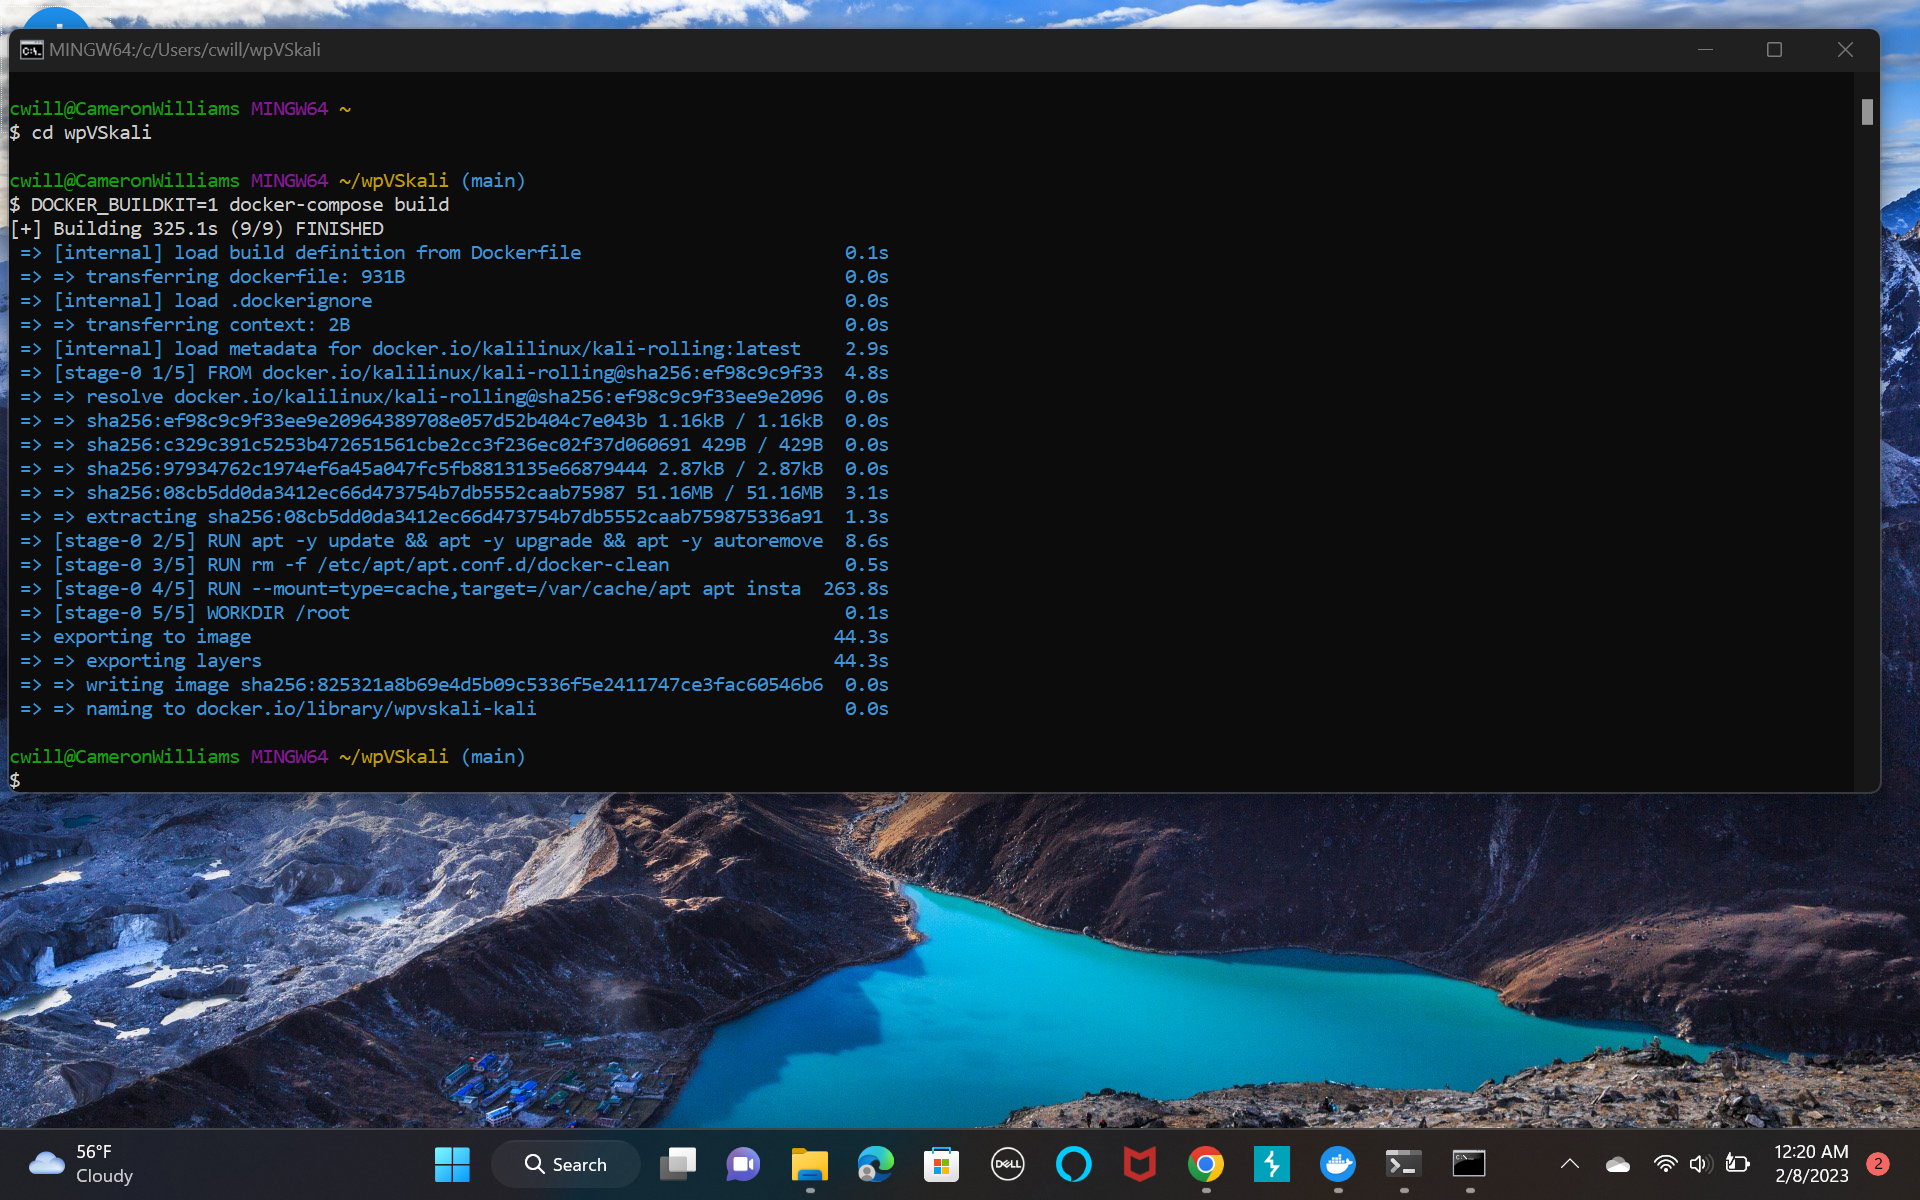 MINGW64:/c/Users/cwill/wpVSkali
cwill@CameronWilliams MINGW64 ~
$ cd wpVSkali
cwill@CameronWilliams MINGW64 ~/wpVSkali (main)
$ DOCKER_BUILDKIT=1 docker-compose build
[+] Building 325.1s (9/9) FINISHED
=> [internal] load build definition from Dockerfile 0.1s
=> => transferring dockerfile: 931B 0.0s
=> [internal] load .dockerignore 0.0s
=> => transferring context: 2B 0.0s
=> [internal] load metadata for docker.io/kalilinux/kali-rolling:latest 2.9s
=> [stage-0 1/5] FROM docker.io/kalilinux/kali-rolling@sha256:ef98c9c9f33 4.8s
=> => resolve docker.io/kalilinux/kali-rolling@sha256:ef98c9c9f33ee9e2096 0.0s
=> => sha256:ef98c9c9f33ee9e20964389708e057d52b404c7e043b 1.16kB / 1.16kB 0.0s
=> => sha256:c329c391c5253b472651561cbe2cc3f236ec02f37d060691 429B / 429B 0.0s
=> => sha256:97934762c1974ef6a45a047fc5fb8813135e66879444 2.87kB / 2.87kB 0.0s
=> => sha256:08cb5dd0da3412ec66d473754b7db5552caab75987 51.16MB / 51.16MB 3.1s
=> => extracting sha256:08cb5dd0da3412ec66d473754b7db5552caab759875336a91 1.3s
=> [stage-0 2/5] RUN apt -y update && apt -y upgrade && apt -y autoremove 8.6s
=> [stage-0 3/5] RUN rm -f /etc/apt/apt.conf.d/docker-clean 0.5s
=> [stage-0 4/5] RUN --mount=type=cache,target=/var/cache/apt apt insta 263.8s
=> [stage-0 5/5] WORKDIR /root 0.1s
=> exporting to image 44.3s
=> => exporting layers 44.3s
=> => writing image sha256:825321a8b69e4d5b09c5336f5e2411747ce3fac60546b6 0.0s
=> => naming to docker.io/library/wpvskali-kali 0.0s
cwill@CameronWilliams MINGW64 ~/wpVSkali (main)
$
56°F
Cloudy
Search
DELL
12:20 AM
2/8/2023
2